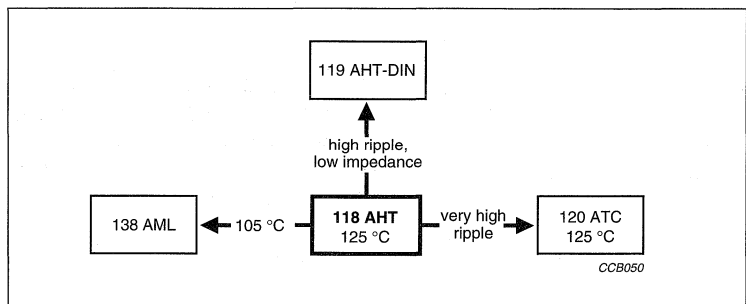 119 AHT-DIN
high ripple,
low impedance
138 AML
105 °C
118 AHT
125 °C
very high
ripple
120 ATC
125 °C
CCB050